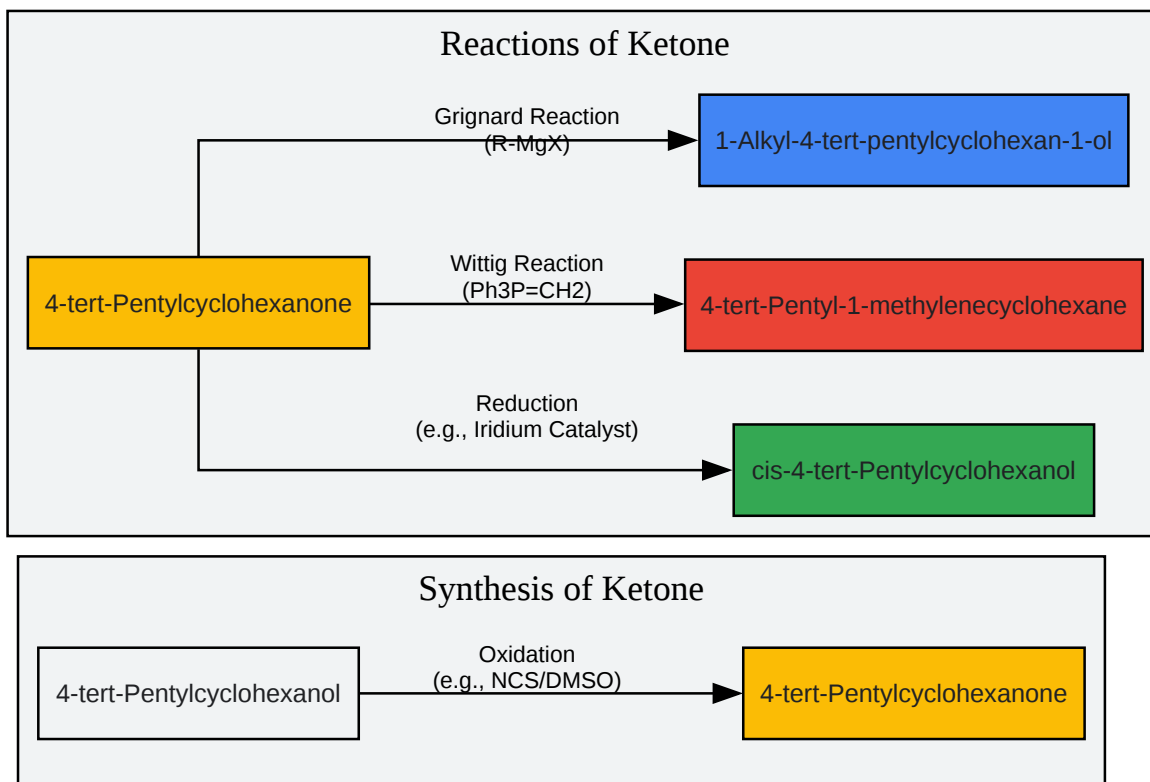 Reactions of Ketone
Grignard Reaction
(R-MgX)
1-Alkyl-4-tert-pentylcyclohexan-1-ol
4-tert-Pentylcyclohexanone
Wittig Reaction
(Ph3P=CH2)
4-tert-Pentyl-1-methylenecyclohexane
Reduction
(e.g., Iridium Catalyst)
cis-4-tert-Pentylcyclohexanol
Synthesis of Ketone
4-tert-Pentylcyclohexanol
Oxidation
(e.g., NCS/DMSO)
4-tert-Pentylcyclohexanone